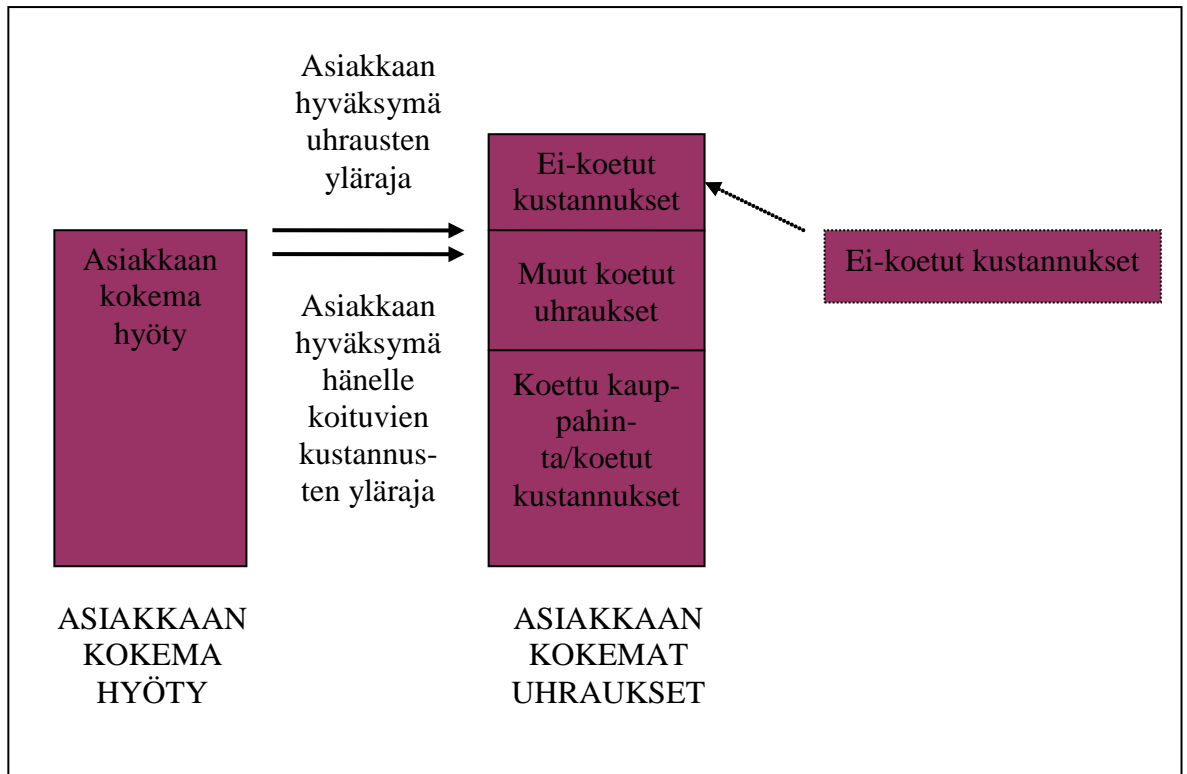 Asiakkaan
hyväksymä
uhrausten
yläraja
Ei-koetut
kustannukset
Asiakkaan
kokema
hyöty
Muut koetut
uhraukset
Ei-koetut kustannukset
Asiakkaan
hyväksymä
hänelle
koituvien
kustannus-
ten yläraja
Koettu kaup-
pahin-
ta/koetut
kustannukset
ASIAKKAAN
KOKEMA
HYÖTY
ASIAKKAAN
KOKEMAT
UHRAUKSET